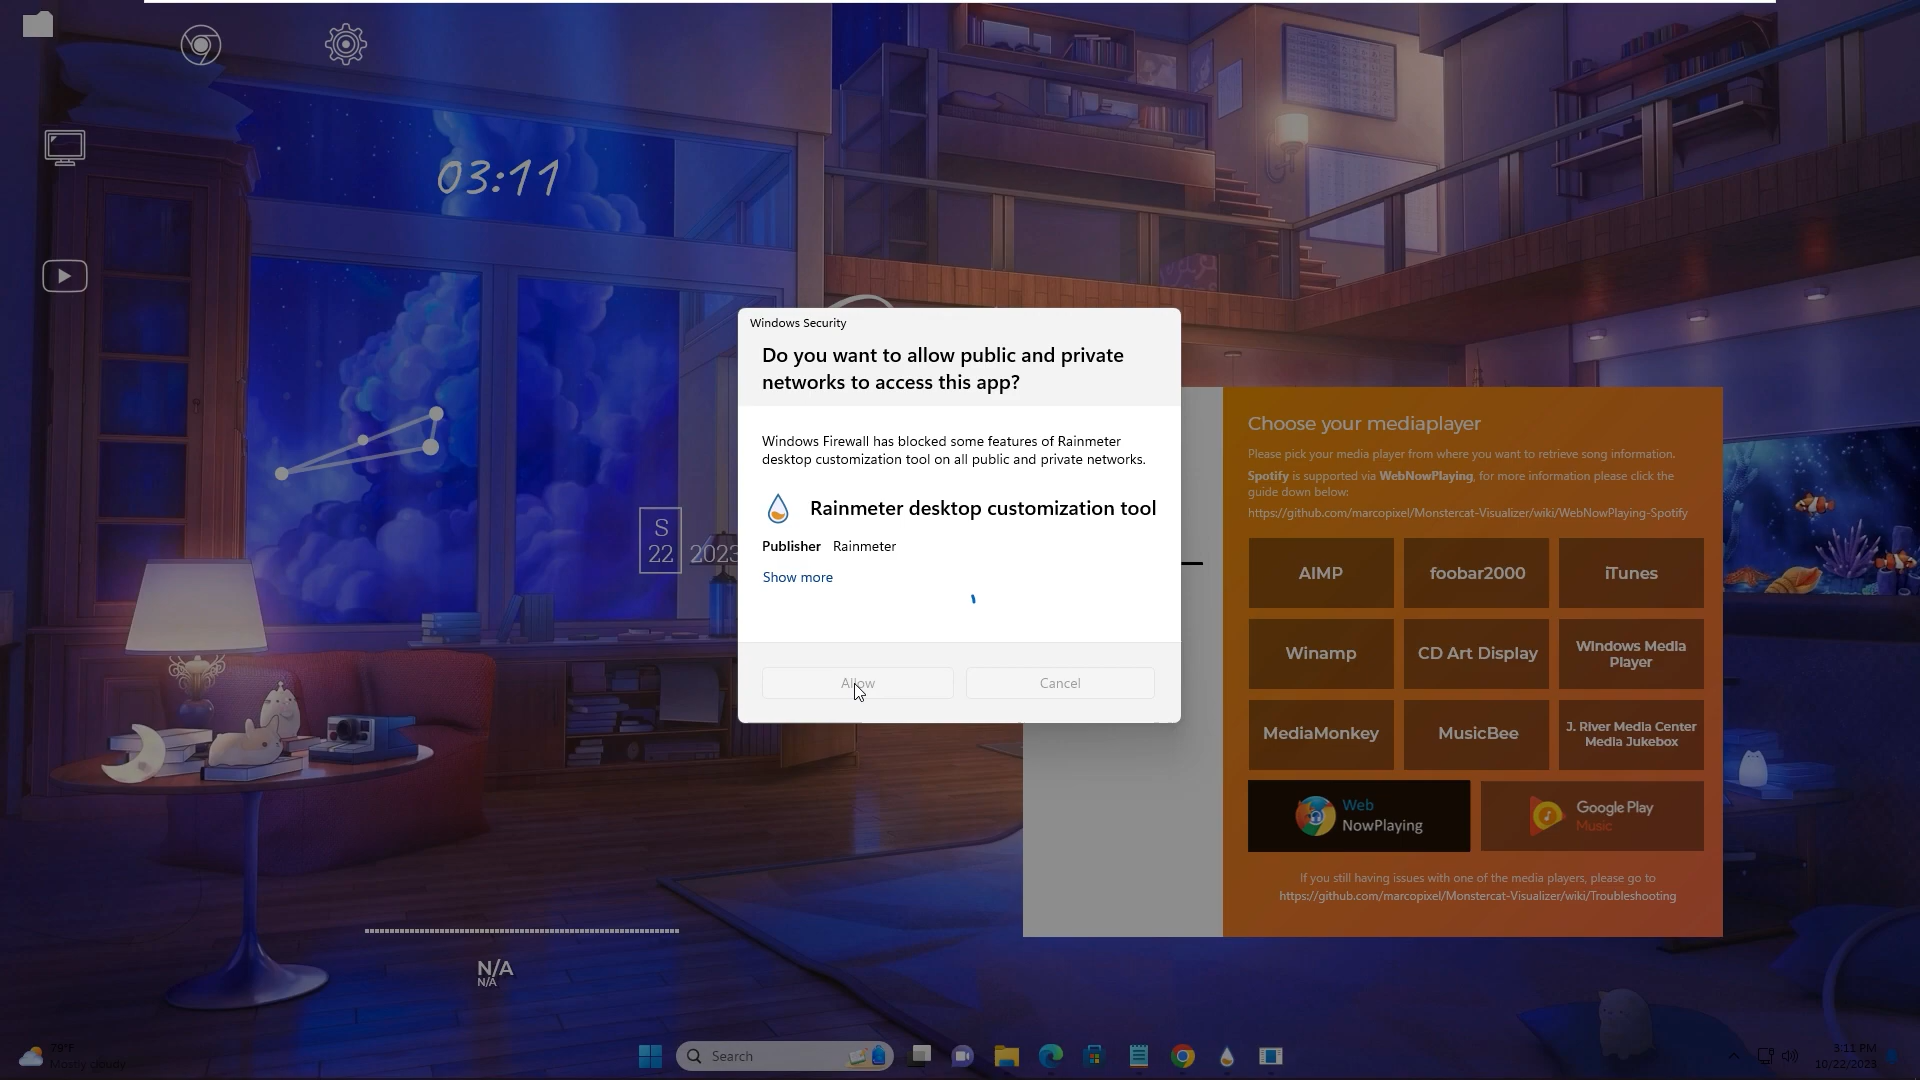 03:11
S
22
2023
Windows Security
Do you want to allow public and private
networks to access this app?
Windows Firewall has blocked some features of Rainmeter
desktop customization tool on all public and private networks.
Rainmeter desktop customization tool
Publisher Rainmeter
Show more
Allow
Cancel
Choose your mediaplayer
Please pick your media player from where you want to retrieve song information.
Spotify is supported via WebNowPlaying, for more information please click the
guide down below:
https://github.com/marcopixel/Monstercat-Visualizer/wiki/WebNowPlaying-Spotify
AIMP
foobar2000
iTunes
Winamp
CD Art Display
Windows Media
Player
MediaMonkey
MusicBee
J. River Media Center
Media Jukebox
Web
NowPlaying
Google Play
Music
If you still having issues with one of the media players, please go to
https://github.com/marcopixel/Monstercat-Visualizer/wiki/Troubleshooting
N/A
N/A
79°F
Mostly cloudy
Search
3:11 PM
10/22/2023